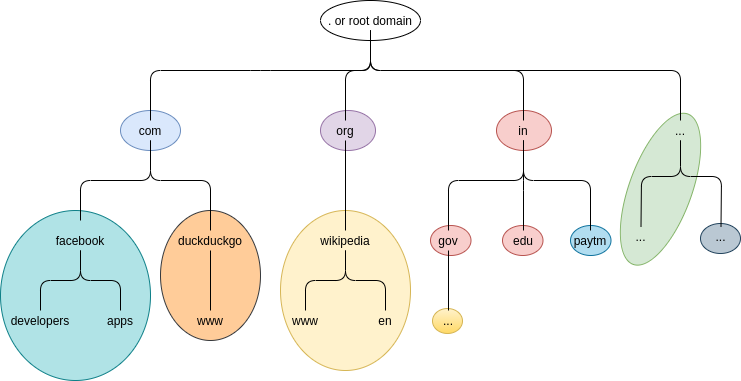 . or root domain
com
org
in
...
facebook
duckduckgo
wikipedia
gov
edu
paytm
...
...
developers
apps
www
www
en
...